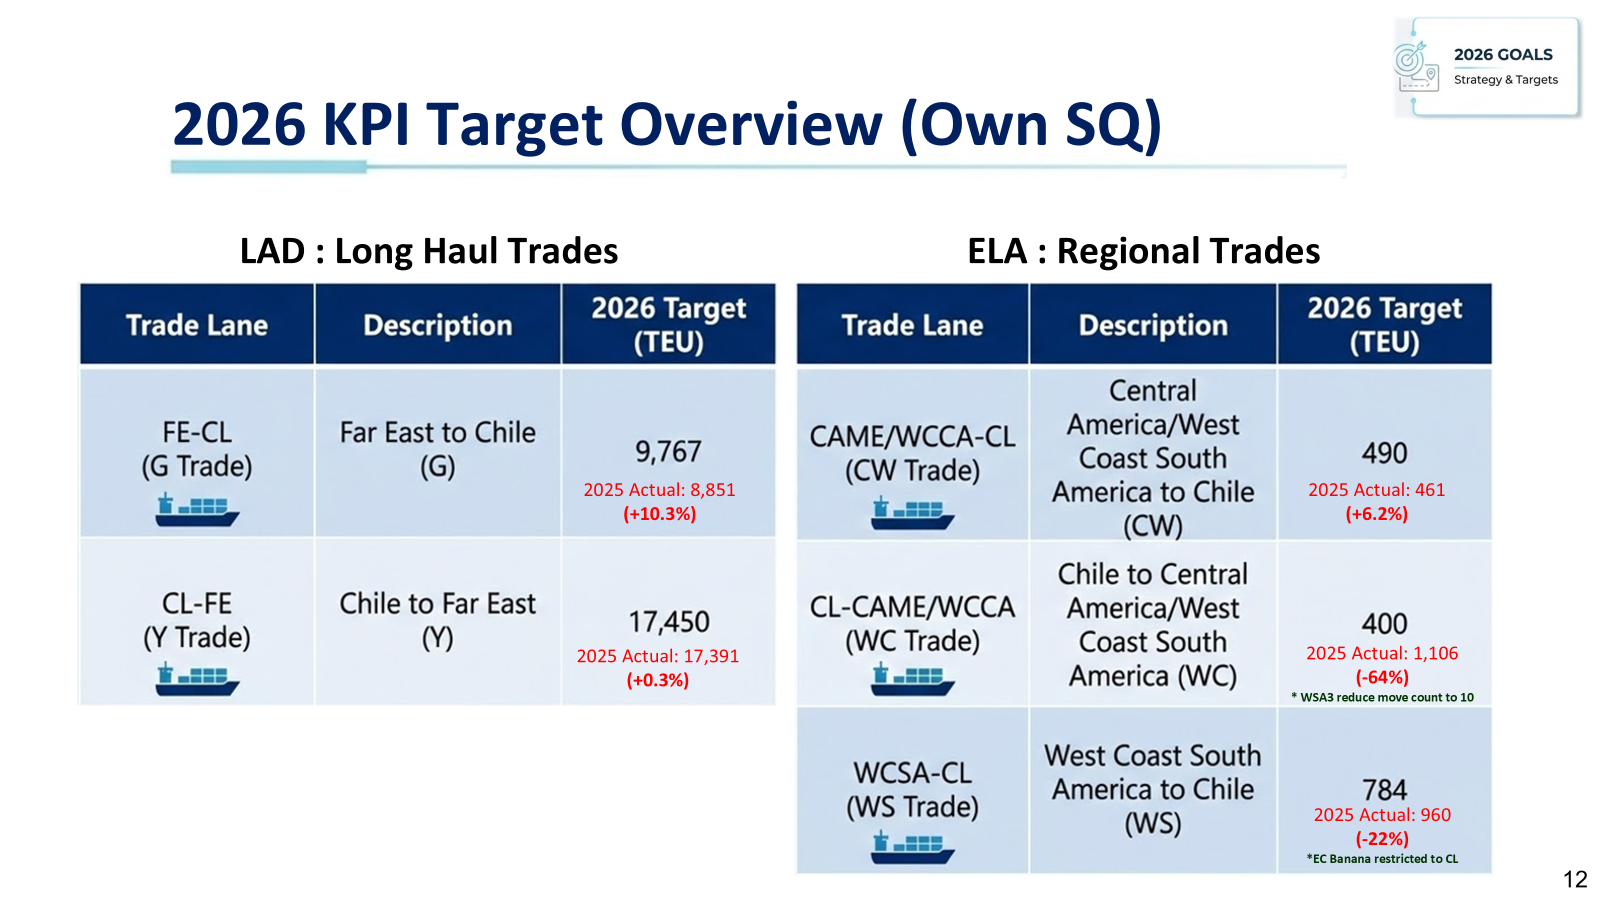 2026 GOALS
Strategy & Targets
2026 KPI Target Overview (Own SQ)
LAD : Long Haul Trades
Trade Lane
Description
2026 Target
(TEU)
FE-CL
(G Trade)
Far East to Chile
(G)
9,767
2025 Actual: 8,851
(+10.3%)
CL-FE
(Y Trade)
Chile to Far East
(Y)
17,450
2025 Actual: 17,391
(+0.3%)
ELA : Regional Trades
Trade Lane
Description
2026 Target
(TEU)
CAME/WCCA-CL
(CW Trade)
Central
America/West
Coast South
America to Chile
(CW)
490
2025 Actual: 461
(+6.2%)
CL-CAME/WCCA
(WC Trade)
Chile to Central
America/West
Coast South
America (WC)
400
2025 Actual: 1,106
(-64%)
* WSA3 reduce move count to 10
WCSA-CL
(WS Trade)
West Coast South
America to Chile
(WS)
784
2025 Actual: 960
(-22%)
*EC Banana restricted to CL
12